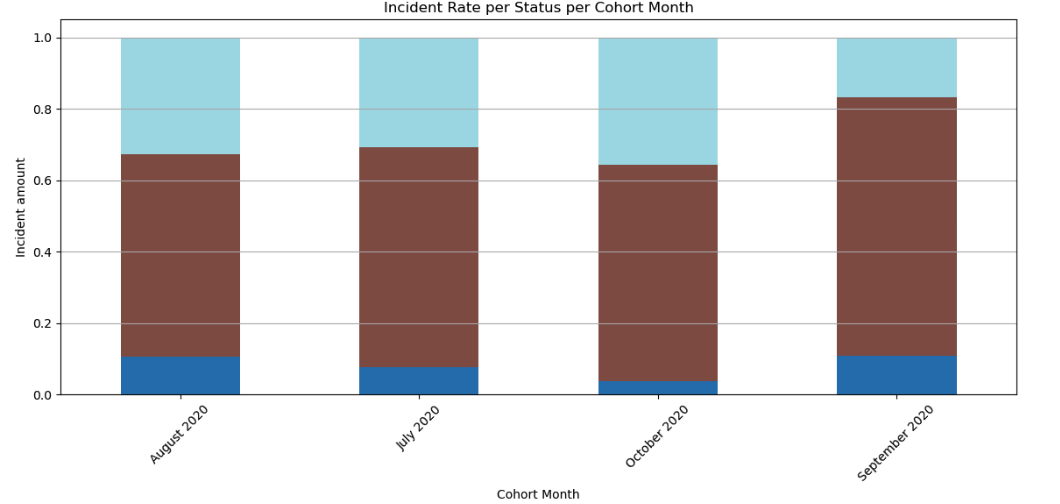 Incident Rate per Status per Cohort Month
Incident amount
1.0
0.8
0.6
0.4
0.2
0.0
August 2020
July 2020
October 2020
September 2020
Cohort Month